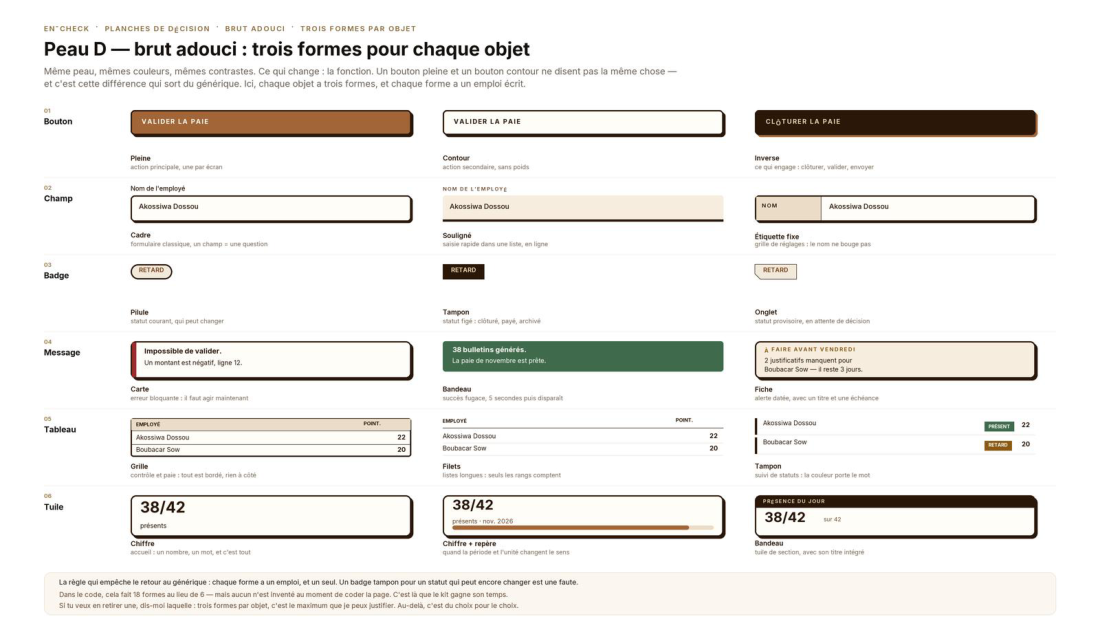 ENˇCHECK ˙ PLANCHES DE DȩCISION ˙ BRUT ADOUCI ˙ TROIS FORMES PAR OBJET
Peau D — brut adouci : trois formes pour chaque objet
Même peau, mêmes couleurs, mêmes contrastes. Ce qui change : la fonction. Un bouton pleine et un bouton contour ne disent pas la même chose —
et c'est cette différence qui sort du générique. Ici, chaque objet a trois formes, et chaque forme a un emploi écrit.
01
Bouton
VALIDER LA PAIE
VALIDER LA PAIE
CLôTURER LA PAIE
Pleine
action principale, une par écran
Contour
action secondaire, sans poids
Inverse
ce qui engage : clôturer, valider, envoyer
02
Champ
Nom de l'employé
Akossiwa Dossou
NOM DE L'EMPLOYȩ
Akossiwa Dossou
NOM
Akossiwa Dossou
Cadre
formulaire classique, un champ = une question
Souligné
saisie rapide dans une liste, en ligne
Étiquette fixe
grille de réglages : le nom ne bouge pas
03
Badge
RETARD
RETARD
RETARD
Pilule
statut courant, qui peut changer
Tampon
statut figé : clôturé, payé, archivé
Onglet
statut provisoire, en attente de décision
04
Message
Impossible de valider.
Un montant est négatif, ligne 12.
38 bulletins générés.
La paie de novembre est prête.
À FAIRE AVANT VENDREDI
2 justificatifs manquent pour
Boubacar Sow — il reste 3 jours.
Carte
erreur bloquante : il faut agir maintenant
Bandeau
succès fugace, 5 secondes puis disparaît
Fiche
alerte datée, avec un titre et une échéance
05
Tableau
EMPLOYÉ POINT.
Akossiwa Dossou 22
Boubacar Sow 20
EMPLOYÉ POINT.
Akossiwa Dossou 22
Boubacar Sow 20
Akossiwa Dossou PRÉSENT 22
Boubacar Sow RETARD 20
Grille
contrôle et paie : tout est bordé, rien à côté
Filets
listes longues : seuls les rangs comptent
Tampon
suivi de statuts : la couleur porte le mot
06
Tuile
38/42
présents
38/42
présents · nov. 2026
PRȩSENCE DU JOUR
38/42 sur 42
Chiffre
accueil : un nombre, un mot, et c'est tout
Chiffre + repère
quand la période et l'unité changent le sens
Bandeau
tuile de section, avec son titre intégré
La règle qui empêche le retour au générique : chaque forme a un emploi, et un seul. Un badge tampon pour un statut qui peut encore changer est une faute.
Dans le code, cela fait 18 formes au lieu de 6 — mais aucun n'est inventé au moment de coder la page. C'est là que le kit gagne son temps.
Si tu veux en retirer une, dis-moi laquelle : trois formes par objet, c'est le maximum que je peux justifier. Au-delà, c'est du choix pour le choix.